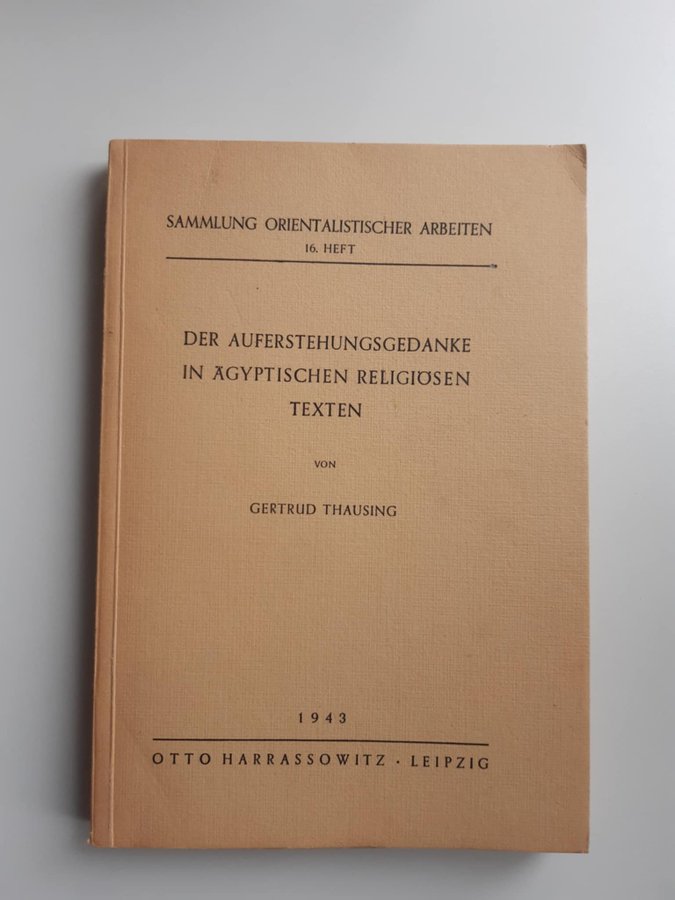 SAMMLUNG ORIENTALISTISCHER ARBEITEN
16. HEFT
DER AUFERSTEHUNGSGEDANKE
IN ÄGYPTISCHEN RELIGIÖSEN
TEXTEN
VON
GERTRUD THAUSING
1943
OTTO HARRASSOWITZ · LEIPZIG